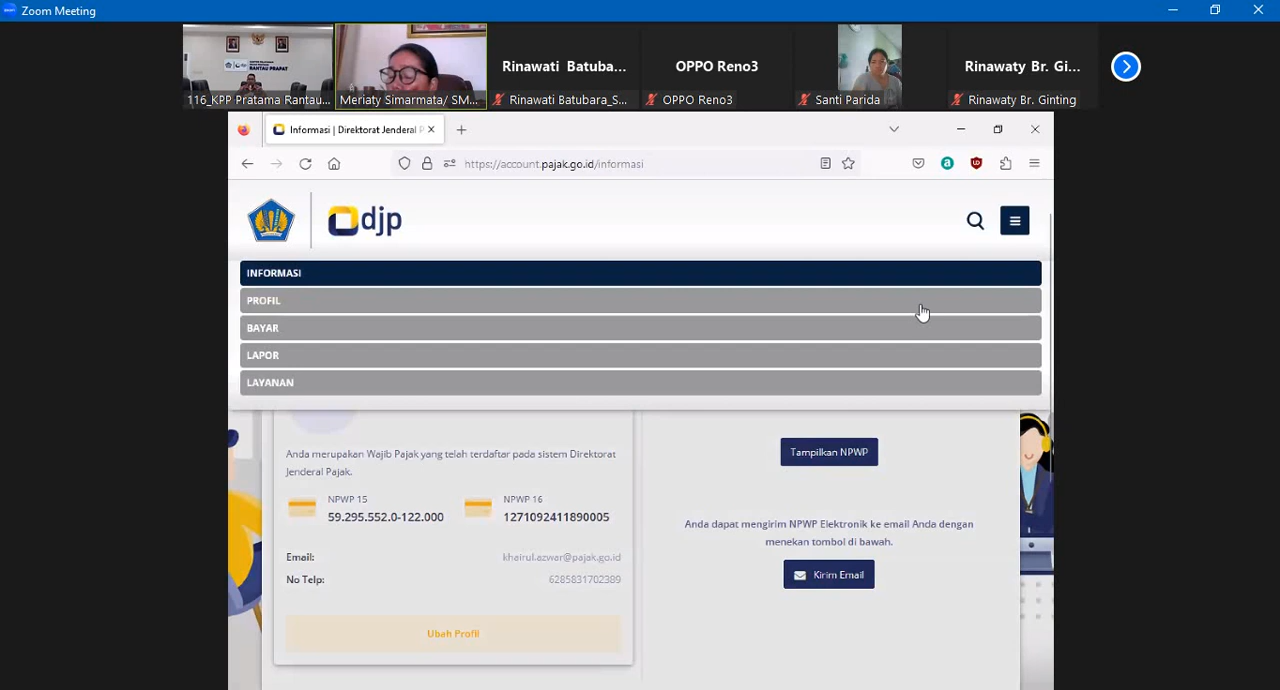 Zoom Meeting
116_KPP Pratama Rantau...
Meriaty Simarmata/ SM...
Rinawati Batuba...
Rinawati Batubara_S...
OPPO Reno3
OPPO Reno3
Santi Parida
Rinawaty Br. Gi...
Rinawaty Br. Ginting
Informasi | Direktorat Jenderal P
https://account.pajak.go.id/informasi
djp
INFORMASI
PROFIL
BAYAR
LAPOR
LAYANAN
Anda merupakan Wajib Pajak yang telah terdaftar pada sistem Direktorat
Jenderal Pajak.
NPWP 15
59.295.552.0-122.000
NPWP 16
1271092411890005
Email:
khairul.azwar@pajak.go.id
No Telp:
6285831702389
Ubah Profil
Tampilkan NPWP
Anda dapat mengirim NPWP Elektronik ke email Anda dengan
menekan tombol di bawah.
Kirim Email